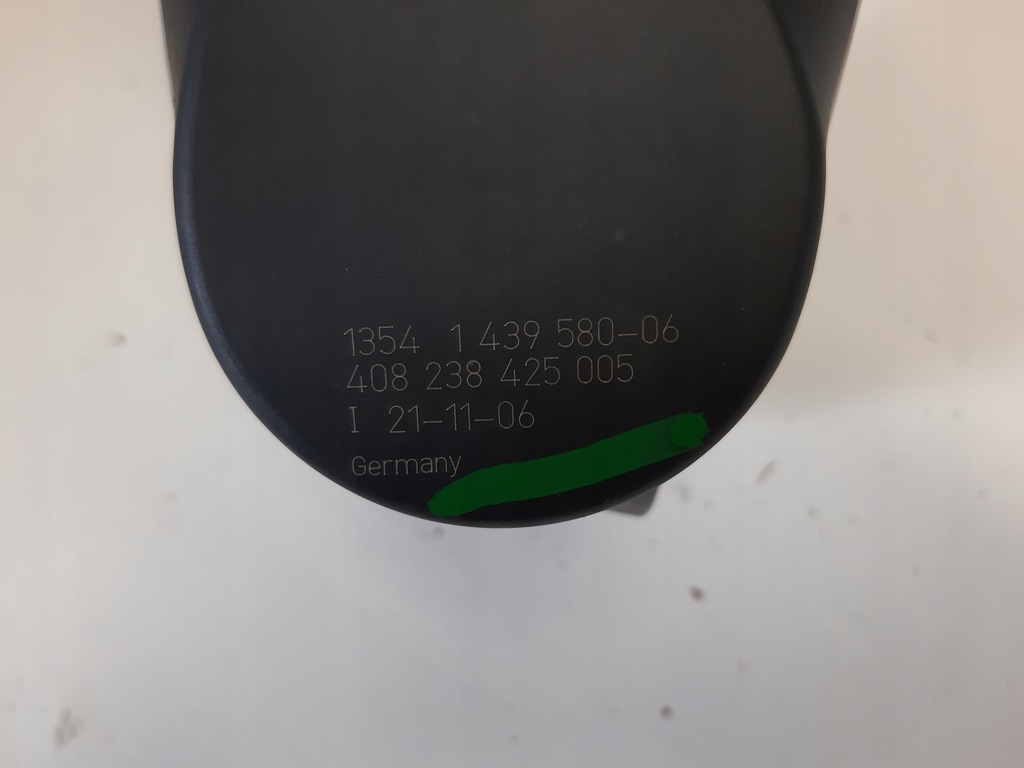 1354 1 439 580-06
408 238 425 005
I 21-11-06
Germany